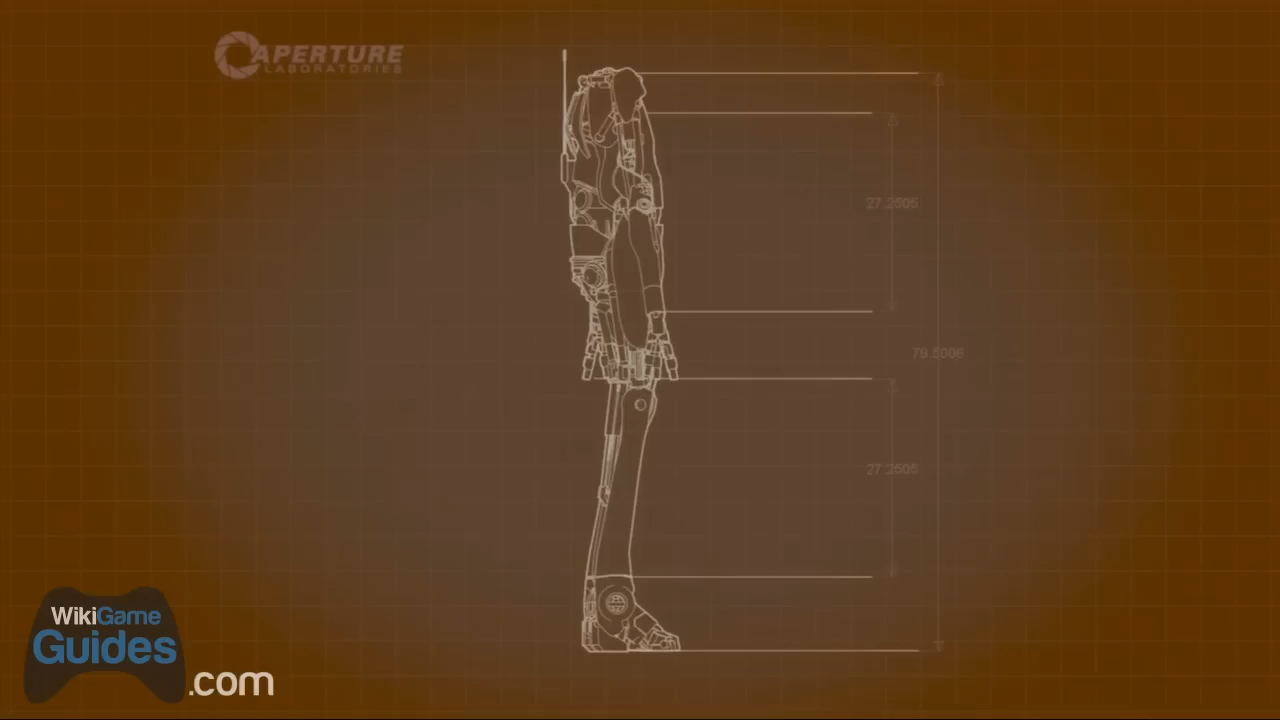 APERTURE
LABORATORIES
27.2505
79.5006
27.2505
WikiGame
Guides
.com